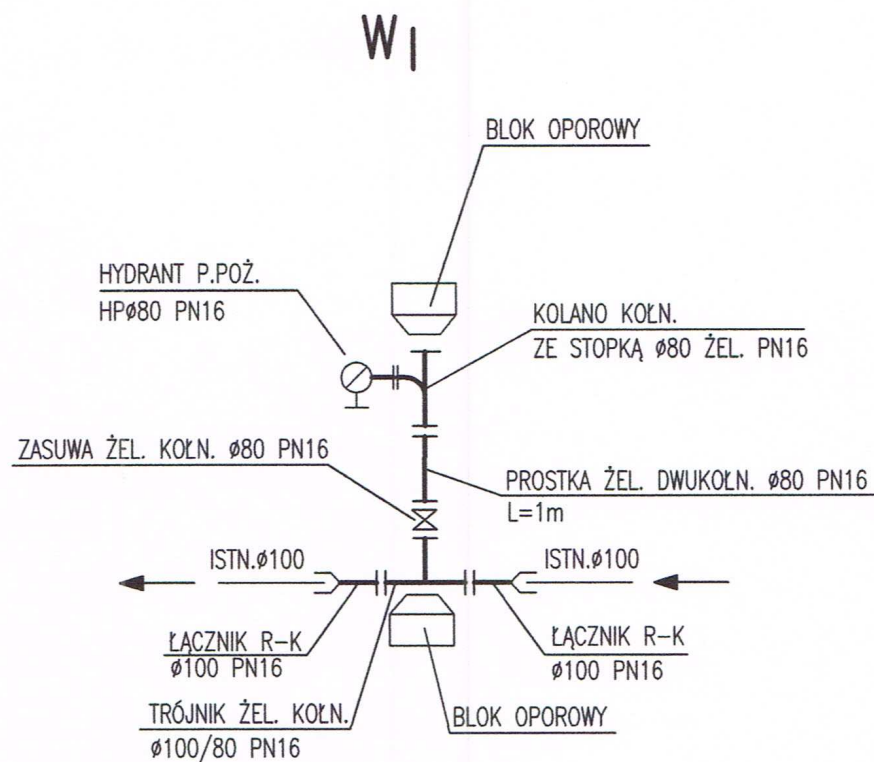 W1
BLOK OPOROWY
HYDRANT P.POŻ.
HPø80 PN16
KOLANO KOŁN.
ZE STOPKĄ ø80 ŻEL. PN16
ZASUWA ŻEL. KOŁN. ø80 PN16
PROSTKA ŻEL. DWUKOŁN. ø80 PN16
L=1m
ISTN.ø100
ISTN.ø100
ŁĄCZNIK R-K
ø100 PN16
ŁĄCZNIK R-K
ø100 PN16
TRÓJNIK ŻEL. KOŁN.
ø100/80 PN16
BLOK OPOROWY